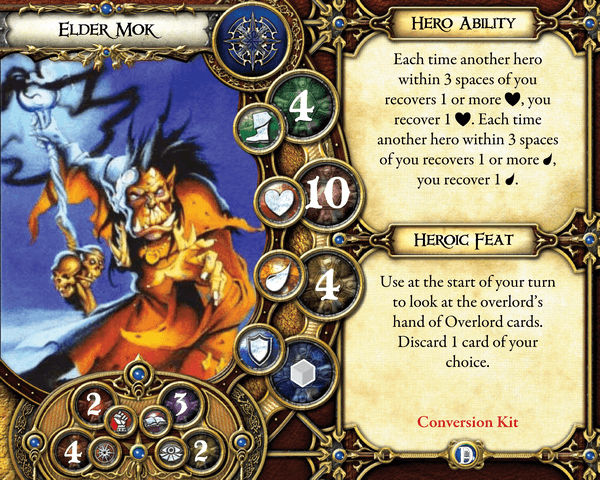 Elder Mok
4
10
4
2
3
4
2
Hero Ability
Each time another hero
within 3 spaces of you
recovers 1 or more ♥, you
recover 1 ♥. Each time
another hero within 3 spaces
of you recovers 1 or more 💧,
you recover 1 💧.
Heroic Feat
Use at the start of your turn
to look at the overlord's
hand of Overlord cards.
Discard 1 card of your
choice.
Conversion Kit
D